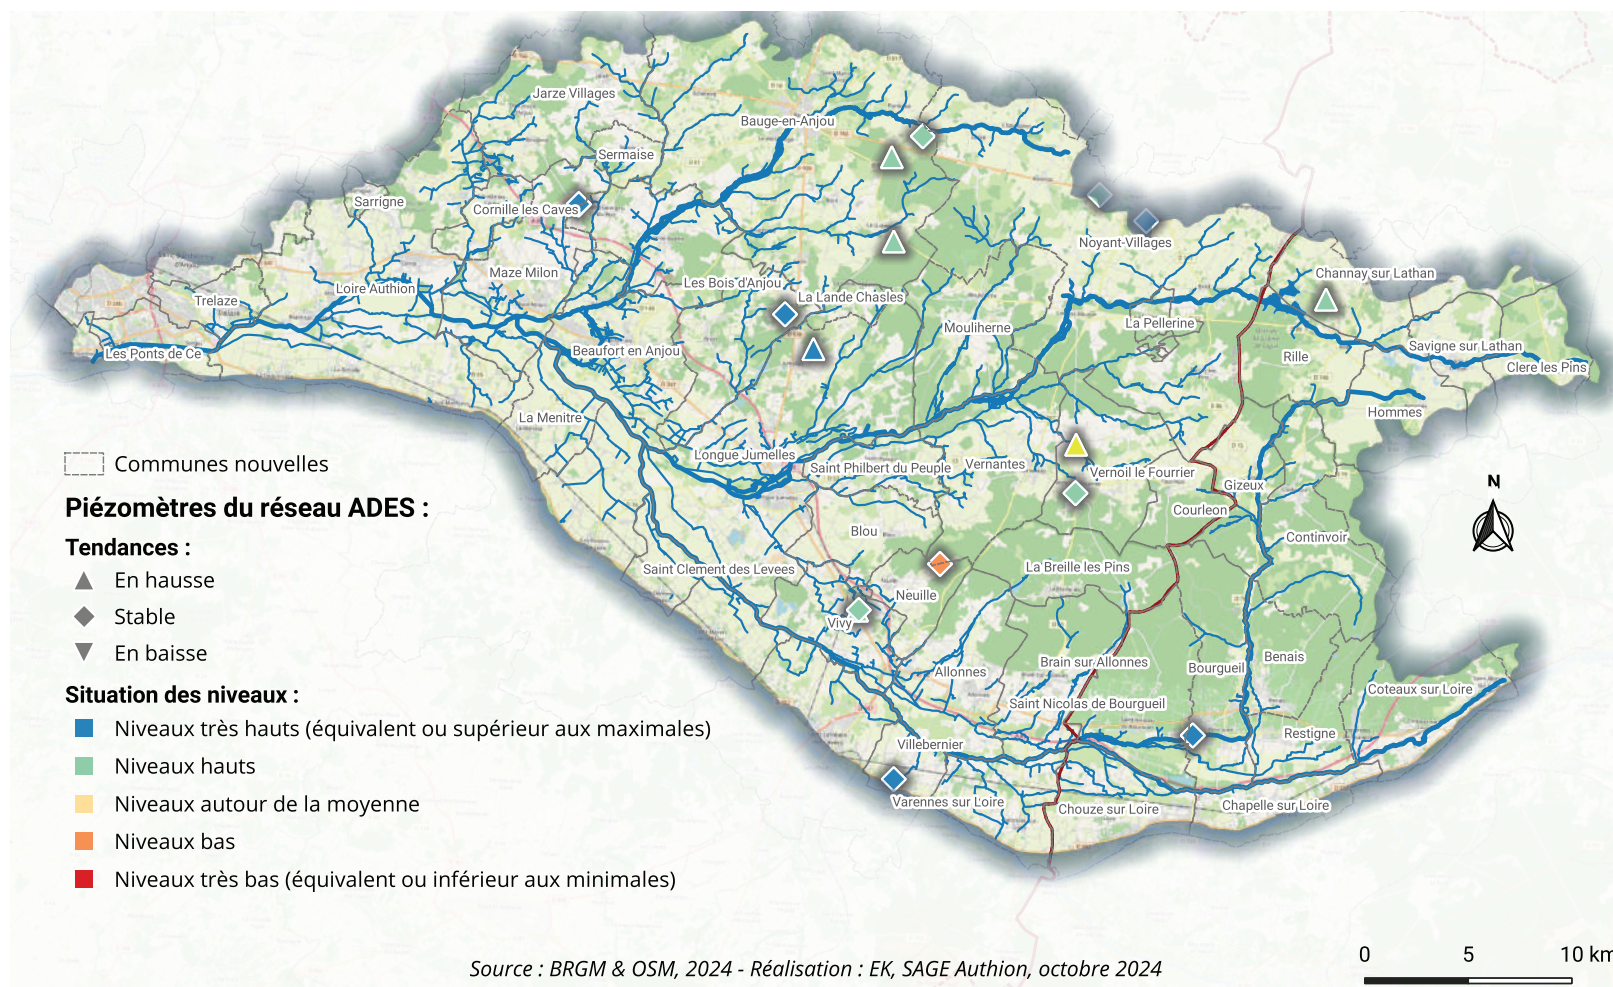 Jarze Villages
Bauge-en-Anjou
Sermaise
Sarrigne
Cornille les Caves
Noyant-Villages
Maze Milon
Les Bois d'Anjou
Channay sur Lathan
Loire Authion
La Lande Chasles
Trelaze
Mouliherne
La Pellerine
Les Ponts de Ce
Beaufort en Anjou
Rille
Savigne sur Lathan
Clere les Pins
La Menitre
Hommes
Longue Jumelles
Saint Philbert du Peuple
Vernantes
Vernoil le Fourrier
Gizeux
Courleon
Blou
Continvoir
Saint Clement des Levees
La Breille les Pins
Neuille
Vivy
Allonnes
Brain sur Allonnes
Bourgueil
Benais
Coteaux sur Loire
Saint Nicolas de Bourgueil
Restigne
Villebernier
Varennes sur Loire
Chouze sur Loire
Chapelle sur Loire
Communes nouvelles
Piézomètres du réseau ADES :
Tendances :
En hausse
Stable
En baisse
Situation des niveaux :
Niveaux très hauts (équivalent ou supérieur aux maximales)
Niveaux hauts
Niveaux autour de la moyenne
Niveaux bas
Niveaux très bas (équivalent ou inférieur aux minimales)
N
0 5 10 km
Source : BRGM & OSM, 2024 - Réalisation : EK, SAGE Authion, octobre 2024